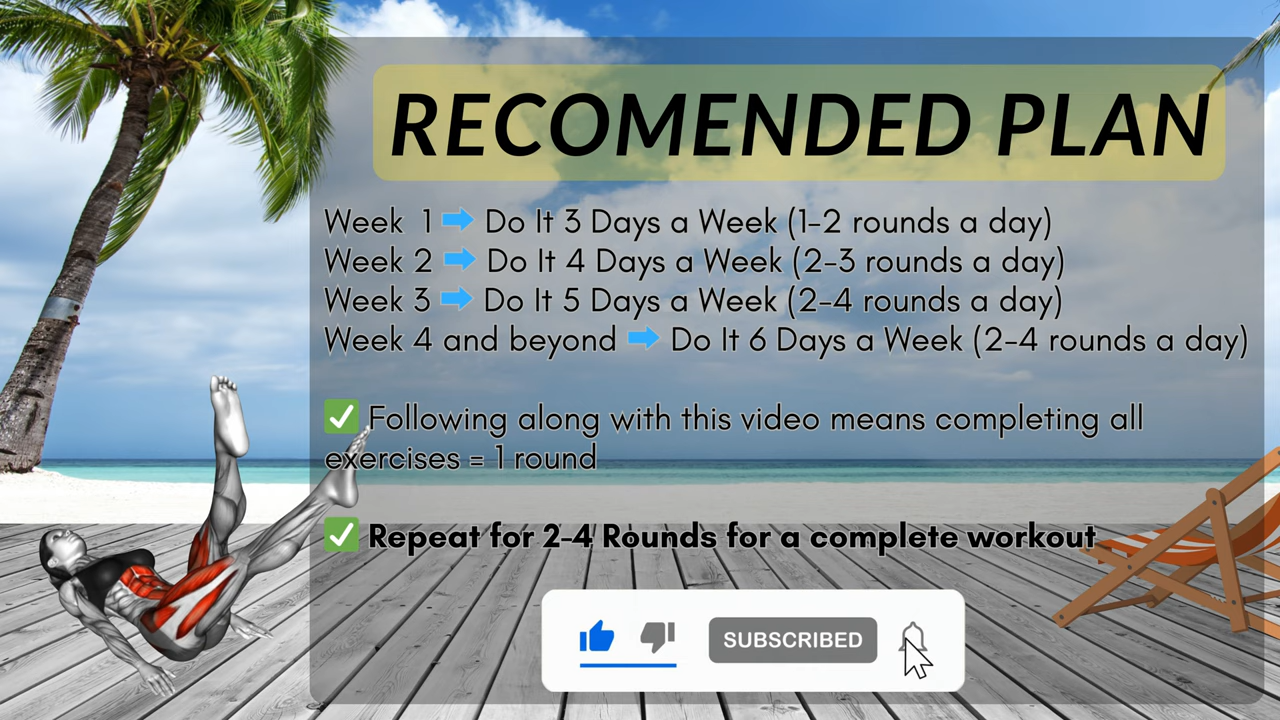 RECOMENDED PLAN
Week 1 ➡ Do It 3 Days a Week (1-2 rounds a day)
Week 2 ➡ Do It 4 Days a Week (2-3 rounds a day)
Week 3 ➡ Do It 5 Days a Week (2-4 rounds a day)
Week 4 and beyond ➡ Do It 6 Days a Week (2-4 rounds a day)
✅ Following along with this video means completing all
exercises = 1 round
✅ Repeat for 2-4 Rounds for a complete workout
SUBSCRIBED